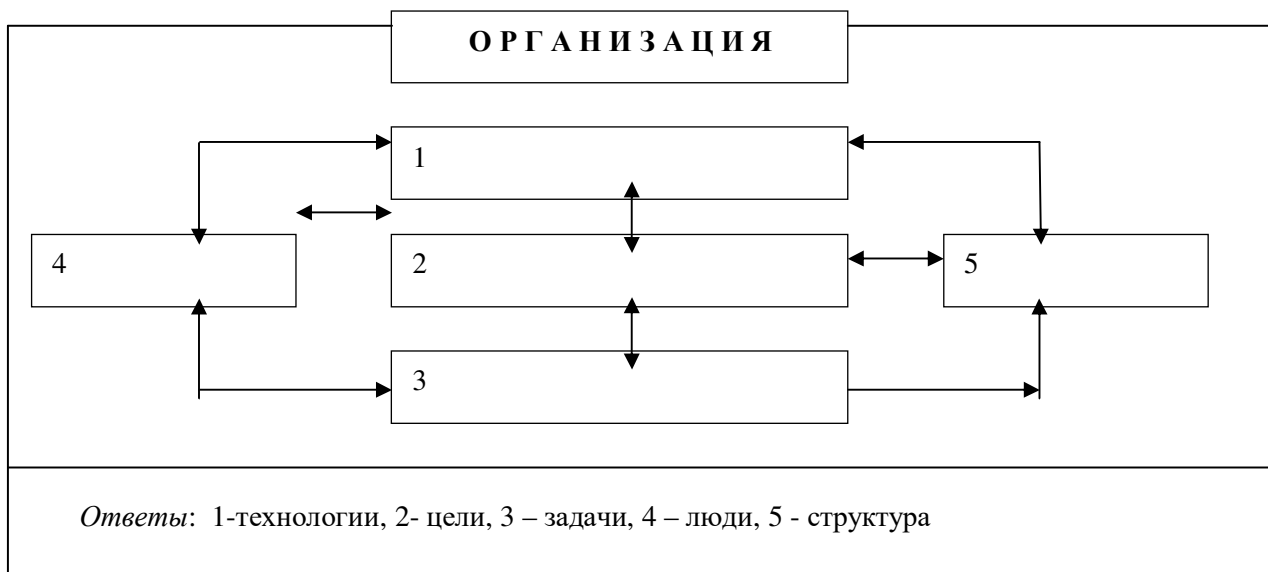 О Р Г А Н И З А Ц И Я
1
4
2
5
3
Ответы: 1-технологии, 2- цели, 3 – задачи, 4 – люди, 5 - структура